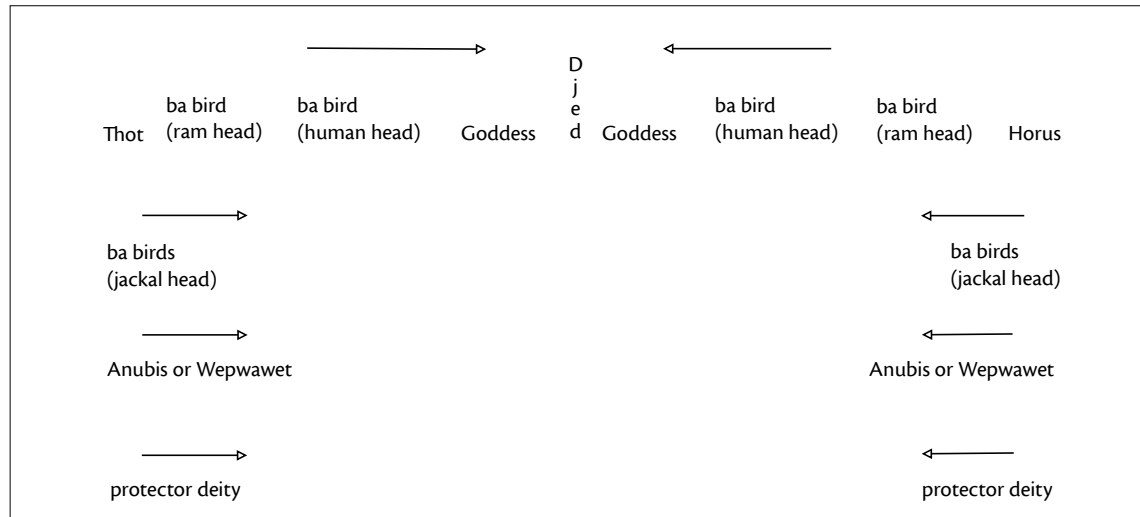 Djed
ba bird ba bird ba bird ba bird
Thot (ram head) (human head) Goddess Goddess (human head) (ram head) Horus
ba birds ba birds
(jackal head) (jackal head)
Anubis or Wepwawet Anubis or Wepwawet
protector deity protector deity